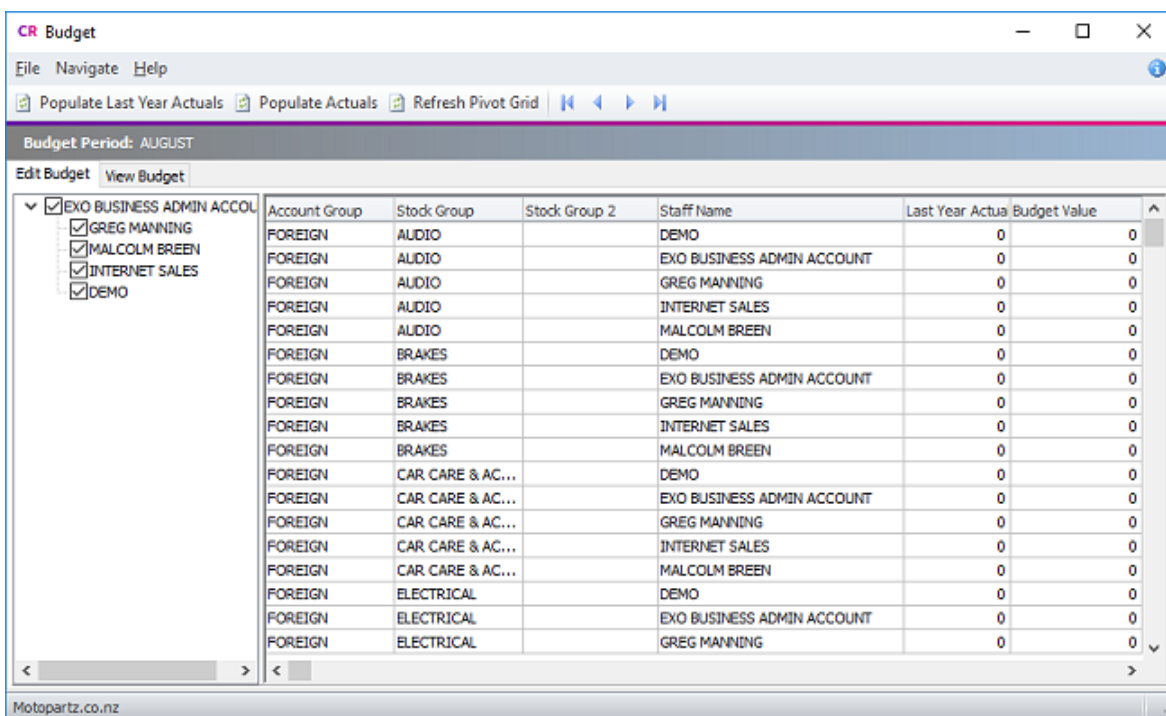 CR Budget
File Navigate Help
Populate Last Year Actuals Populate Actuals Refresh Pivot Grid
Budget Period: AUGUST
Edit Budget View Budget
EXO BUSINESS ADMIN ACCOU
GREG MANNING
MALCOLM BREEN
INTERNET SALES
DEMO
Account Group Stock Group Stock Group 2 Staff Name Last Year Actua Budget Value
FOREIGN AUDIO DEMO 0 0
FOREIGN AUDIO EXO BUSINESS ADMIN ACCOUNT 0 0
FOREIGN AUDIO GREG MANNING 0 0
FOREIGN AUDIO INTERNET SALES 0 0
FOREIGN AUDIO MALCOLM BREEN 0 0
FOREIGN BRAKES DEMO 0 0
FOREIGN BRAKES EXO BUSINESS ADMIN ACCOUNT 0 0
FOREIGN BRAKES GREG MANNING 0 0
FOREIGN BRAKES INTERNET SALES 0 0
FOREIGN BRAKES MALCOLM BREEN 0 0
FOREIGN CAR CARE & AC... DEMO 0 0
FOREIGN CAR CARE & AC... EXO BUSINESS ADMIN ACCOUNT 0 0
FOREIGN CAR CARE & AC... GREG MANNING 0 0
FOREIGN CAR CARE & AC... INTERNET SALES 0 0
FOREIGN CAR CARE & AC... MALCOLM BREEN 0 0
FOREIGN ELECTRICAL DEMO 0 0
FOREIGN ELECTRICAL EXO BUSINESS ADMIN ACCOUNT 0 0
FOREIGN ELECTRICAL GREG MANNING 0 0
Motopartz.co.nz